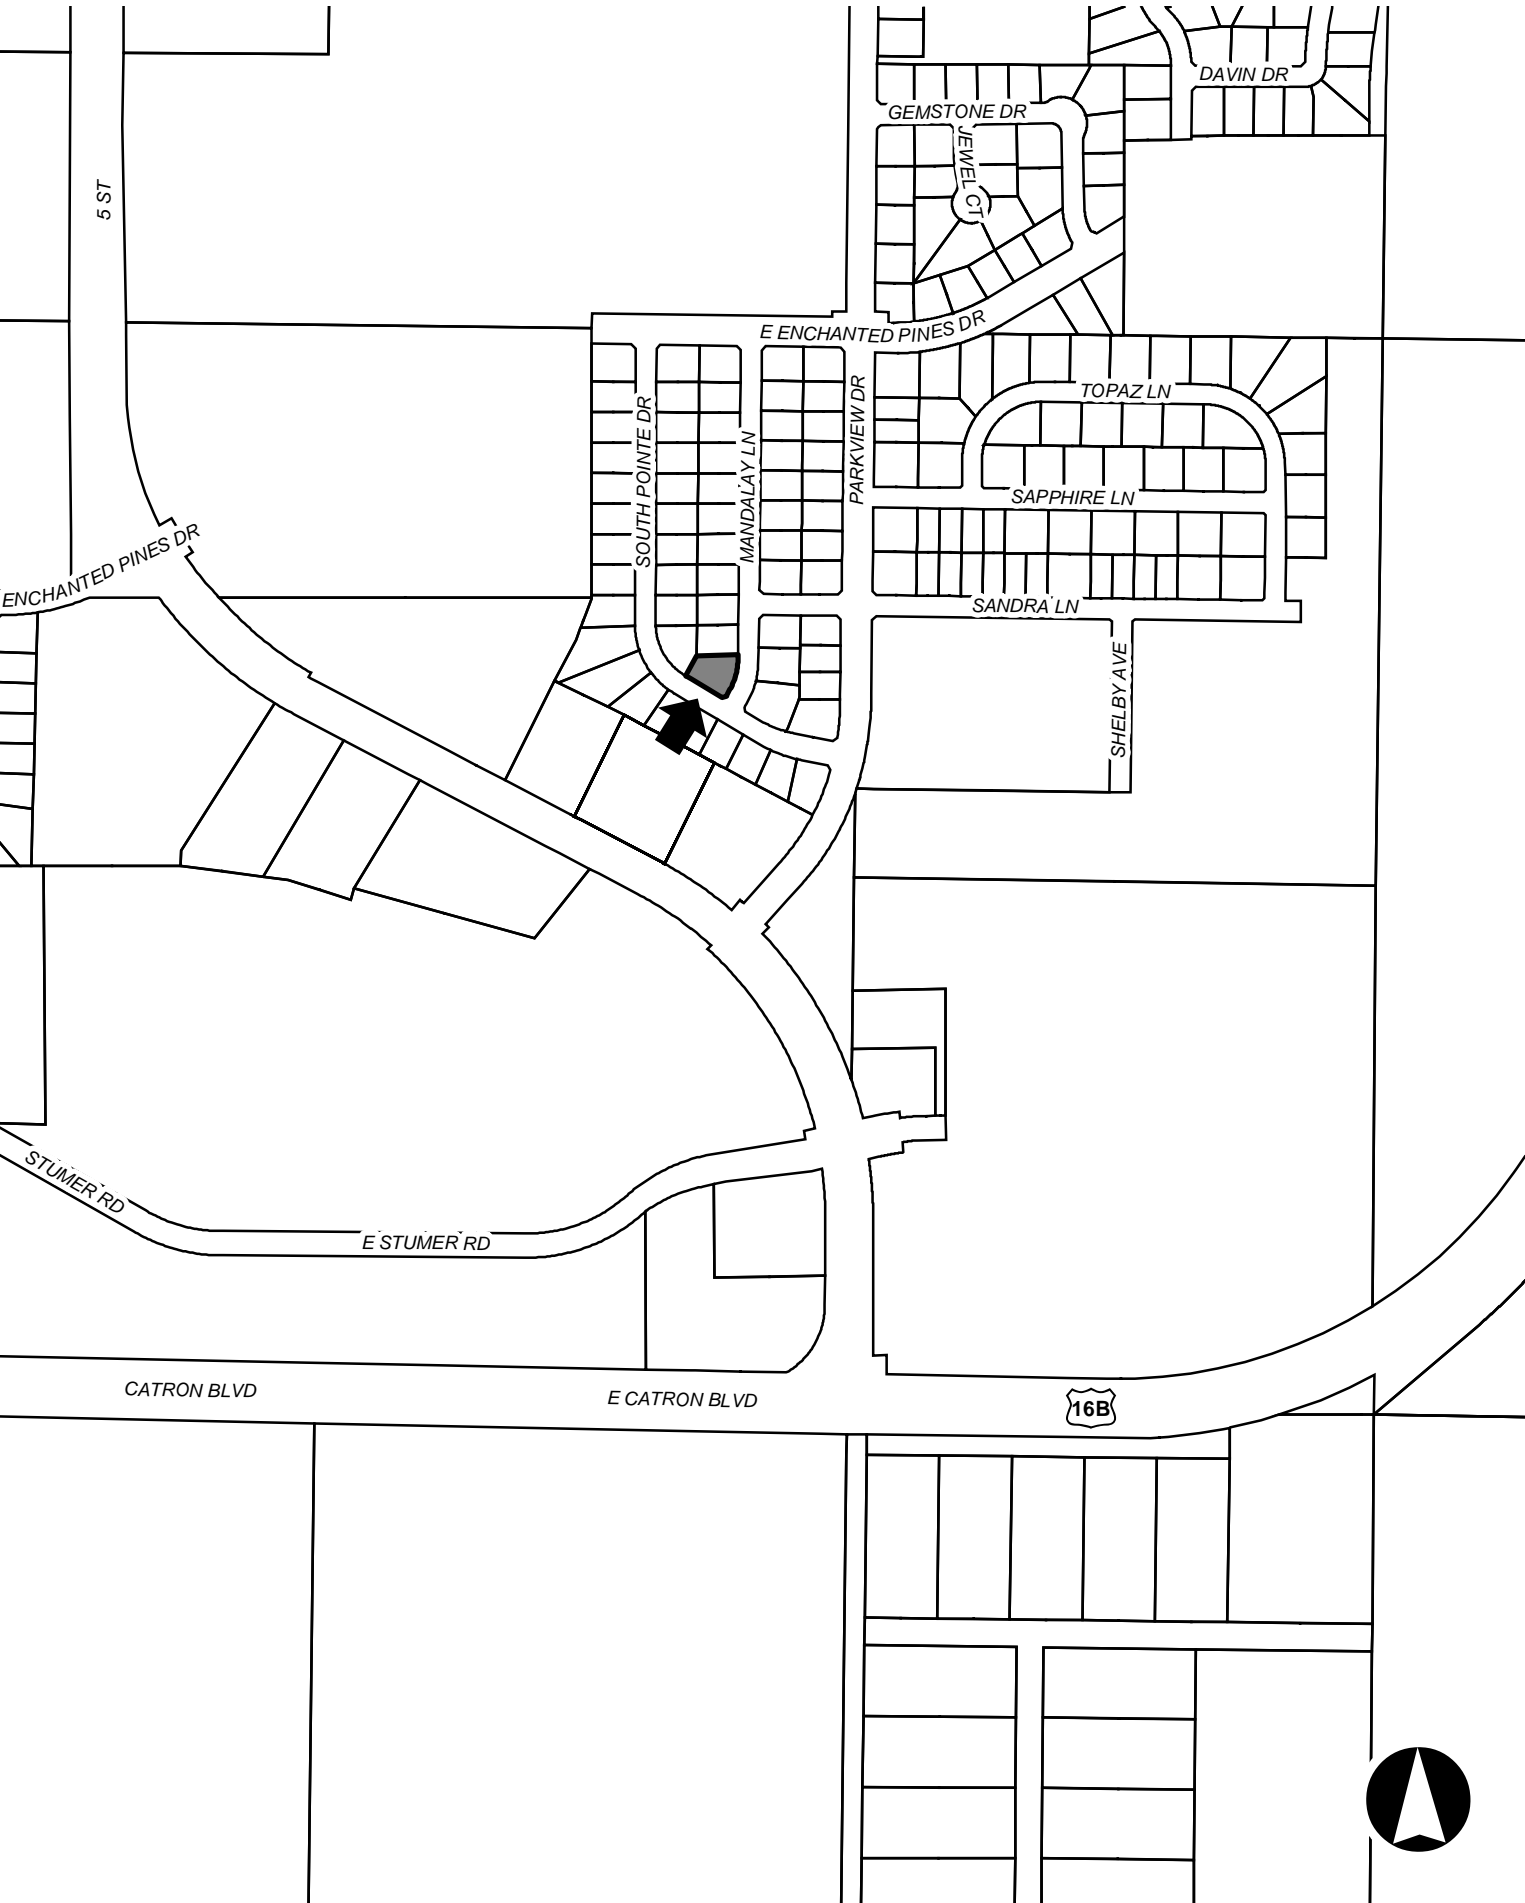 DAVIN DR
GEMSTONE DR
JEWEL CT
5 ST
E ENCHANTED PINES DR
TOPAZ LN
SOUTH POINTE DR
MANDALAY LN
PARKVIEW DR
SAPPHIRE LN
ENCHANTED PINES DR
SANDRA LN
SHELBY AVE
STUMER RD
E STUMER RD
CATRON BLVD
E CATRON BLVD
16B